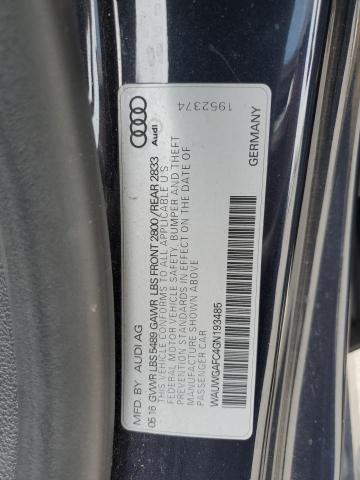 1952374
Audi
GERMANY
MFD. BY AUDI AG
05 16 GVWR LBS 5489 GAWR LBS FRONT 2800 /REAR 2833
THIS VEHICLE CONFORMS TO ALL APPLICABLE U'S
FEDERAL MOTOR VEHICLE SAFETY, BUMPER AND THEFT
PREVENTION STANDARDS IN EFFECT ON THE DATE OF
MANUFACTURE SHOWN ABOVE
PASSENGER CAR
WAUWGAFC4GN193485